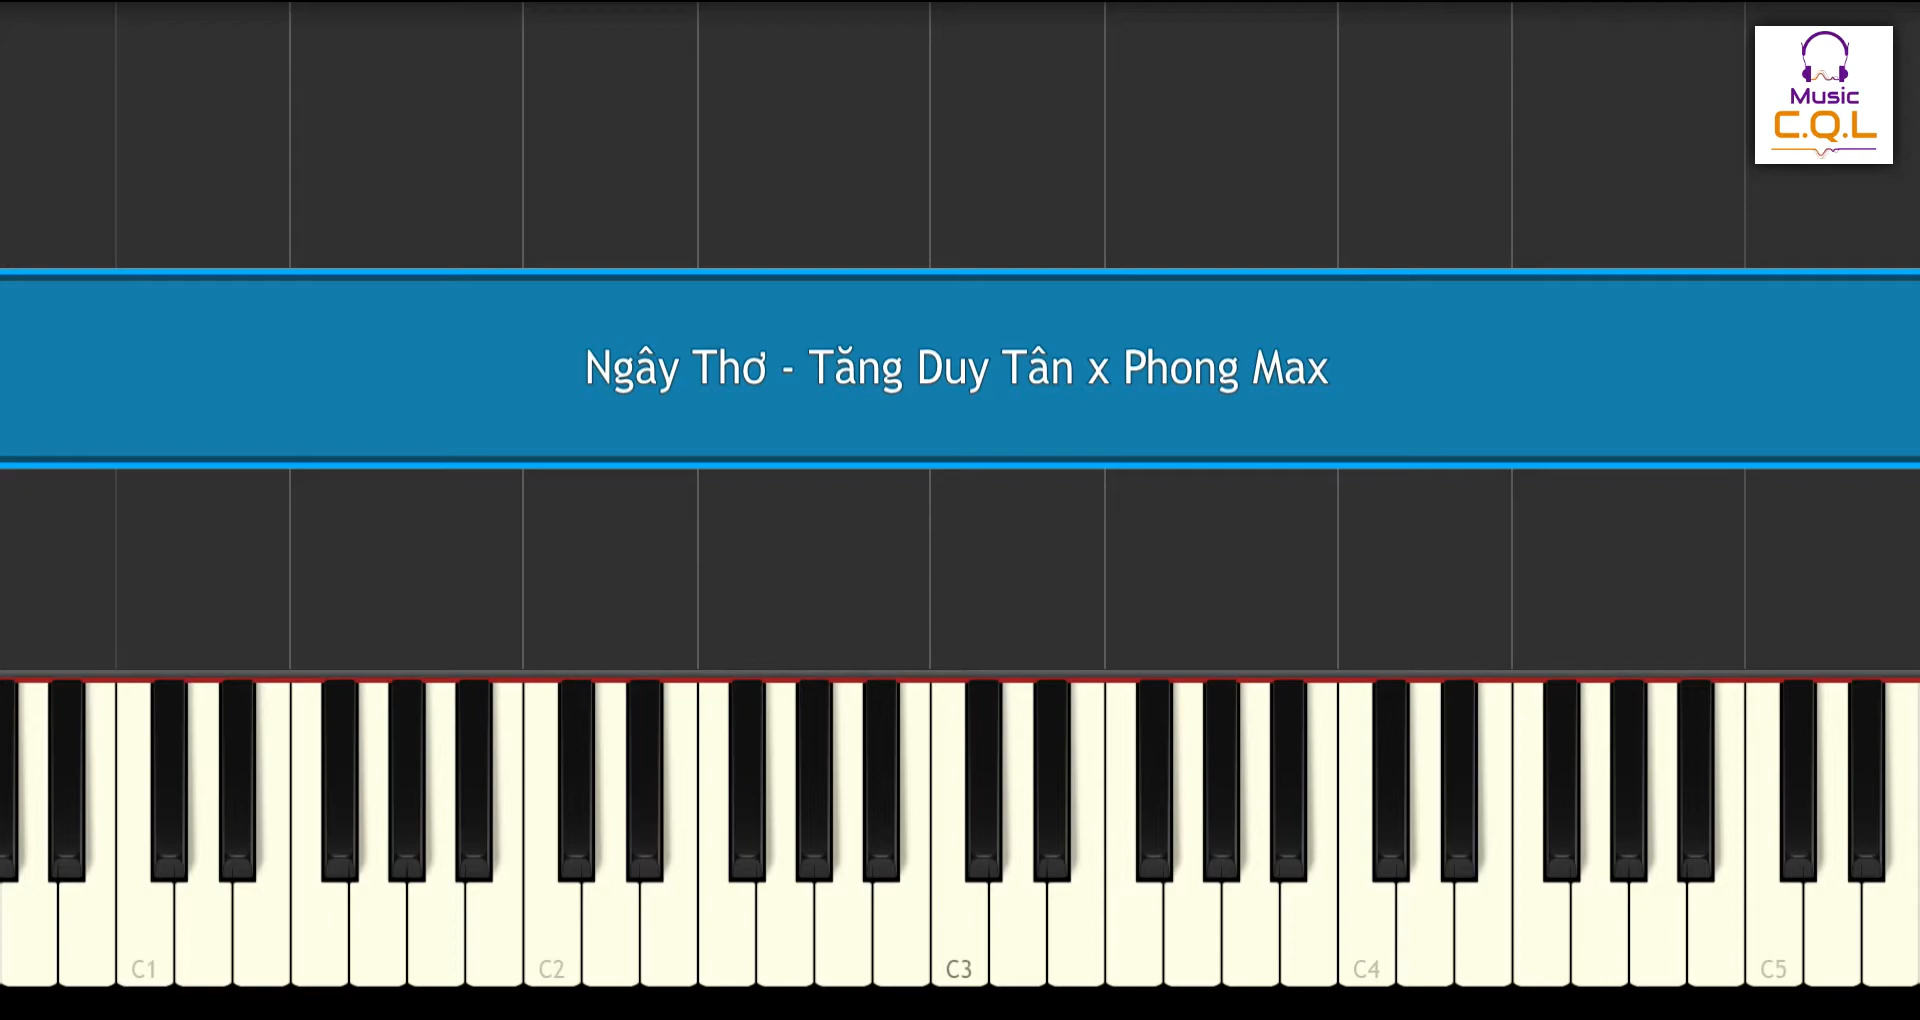 Music
C.Q.L
Ngây Thơ - Tăng Duy Tân x Phong Max
C1 C2 C3 C4 C5